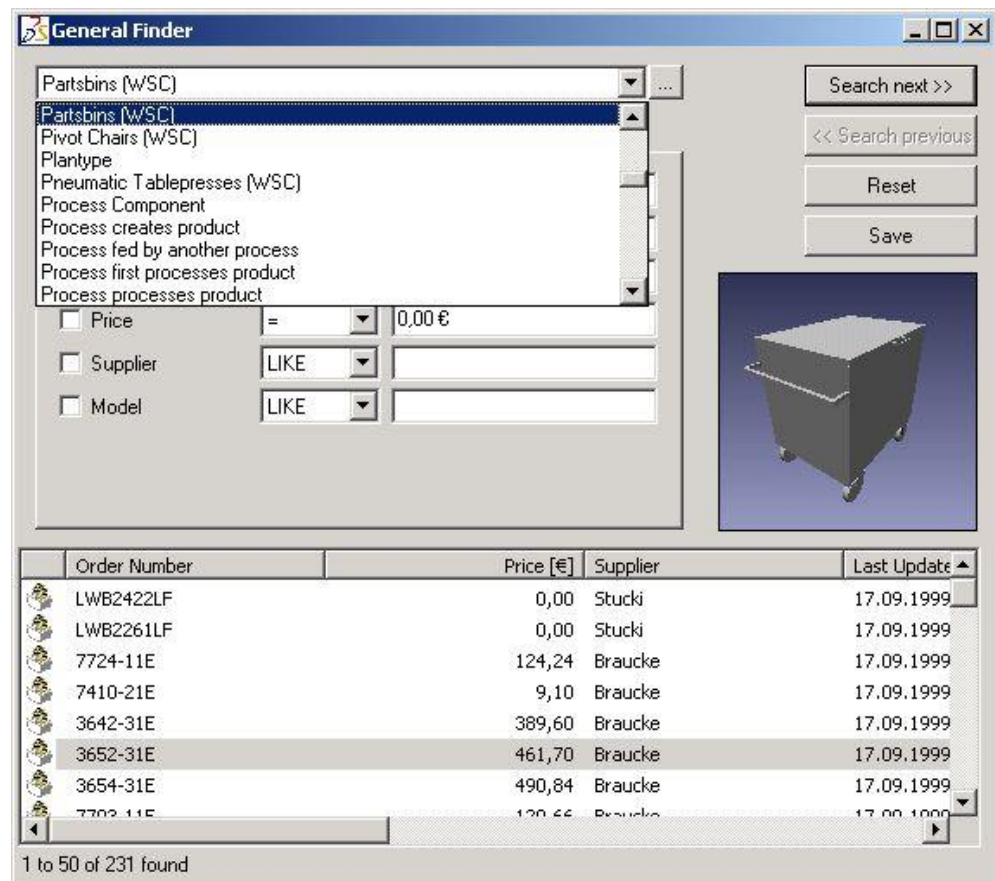 General Finder
Partsbins (WSC)
...
Search next >>
Partsbins (WSC)
Pivot Chairs (WSC)
Plantype
Pneumatic Tablepresses (WSC)
Process Component
Process creates product
Process fed by another process
Process first processes product
Process processes product
<< Search previous
Reset
Save
Price = 0,00 €
Supplier LIKE
Model LIKE
Order Number Price [€] Supplier Last Update
LWB2422LF 0,00 Stucki 17.09.1999
LWB2261LF 0,00 Stucki 17.09.1999
7724-11E 124,24 Braucke 17.09.1999
7410-21E 9,10 Braucke 17.09.1999
3642-31E 389,60 Braucke 17.09.1999
3652-31E 461,70 Braucke 17.09.1999
3654-31E 490,84 Braucke 17.09.1999
Braucke 17.09.1999
1 to 50 of 231 found